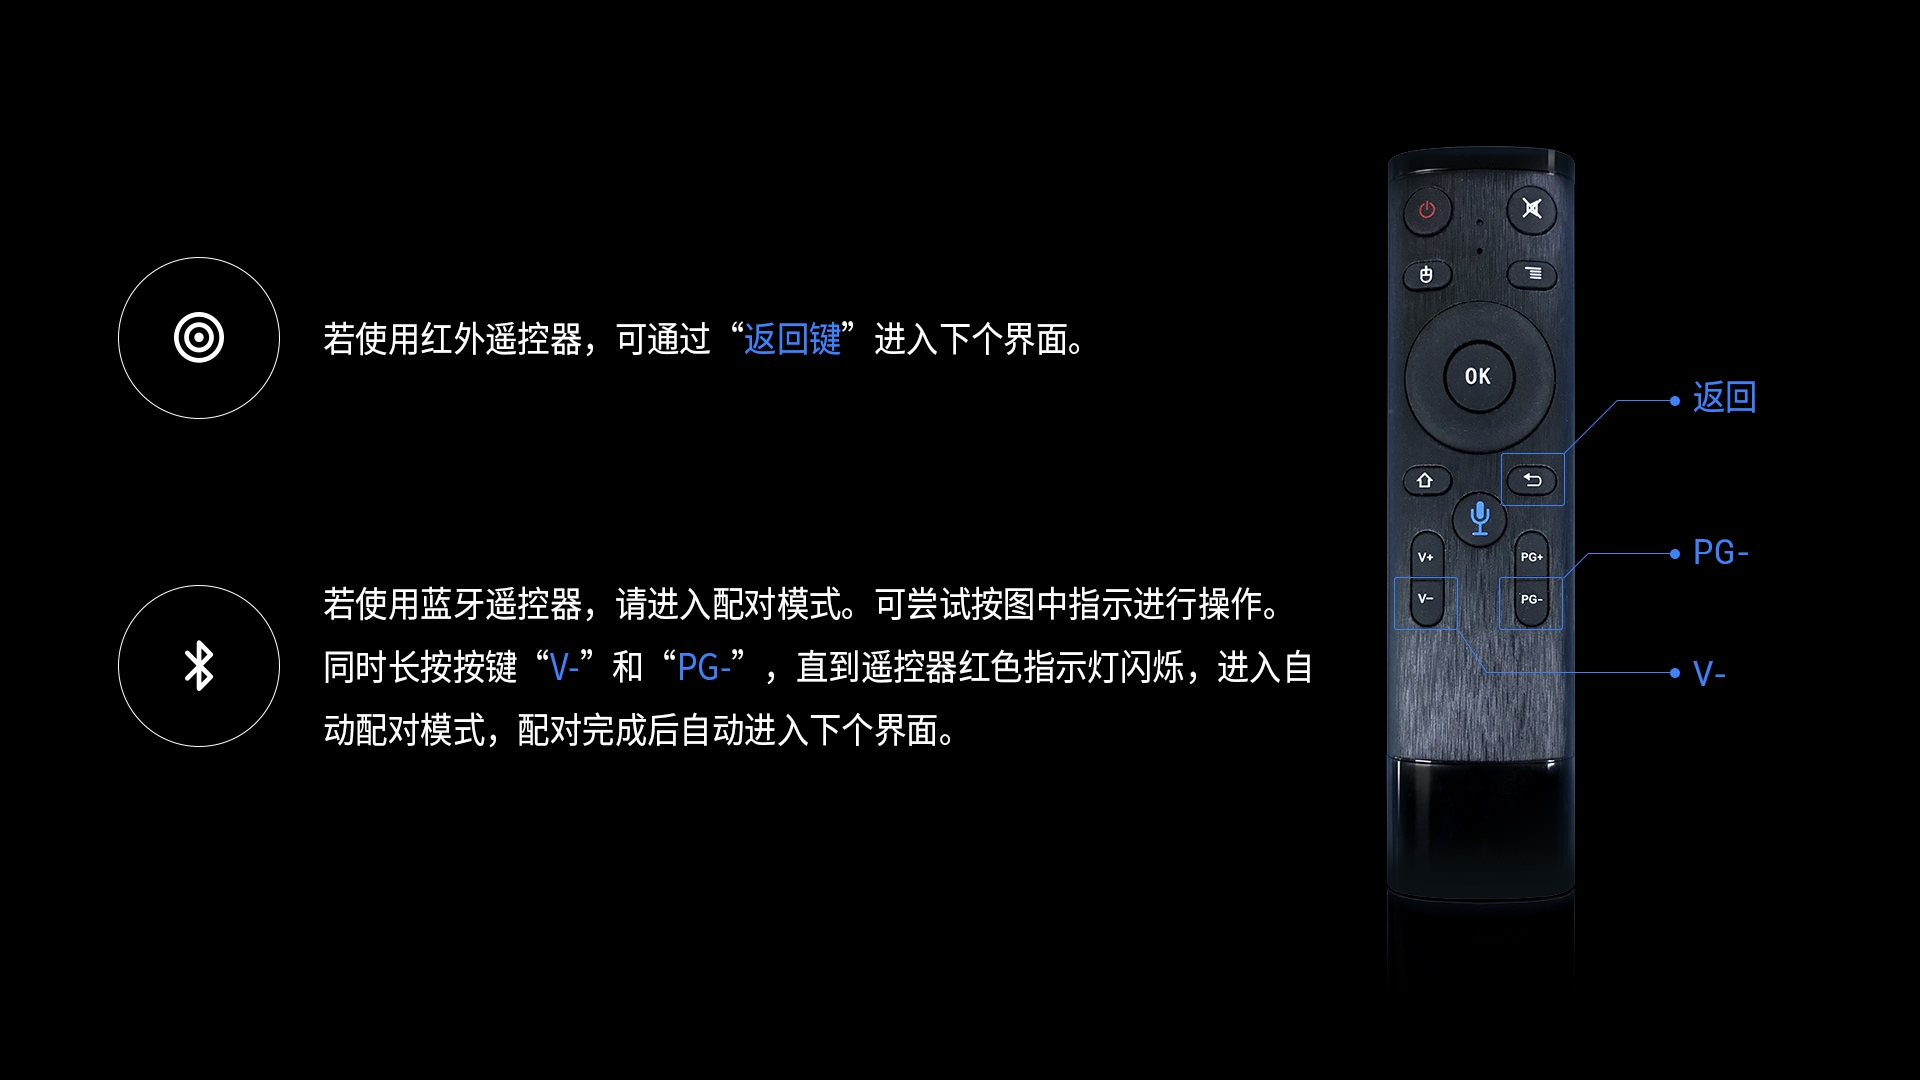 若使用红外遥控器，可通过“返回键”进入下个界面。
若使用蓝牙遥控器，请进入配对模式。可尝试按图中指示进行操作。
同时长按按键“V-”和“PG-”，直到遥控器红色指示灯闪烁，进入自
动配对模式，配对完成后自动进入下个界面。
OK
返回
V+
PG+
PG-
V-
PG-
V-